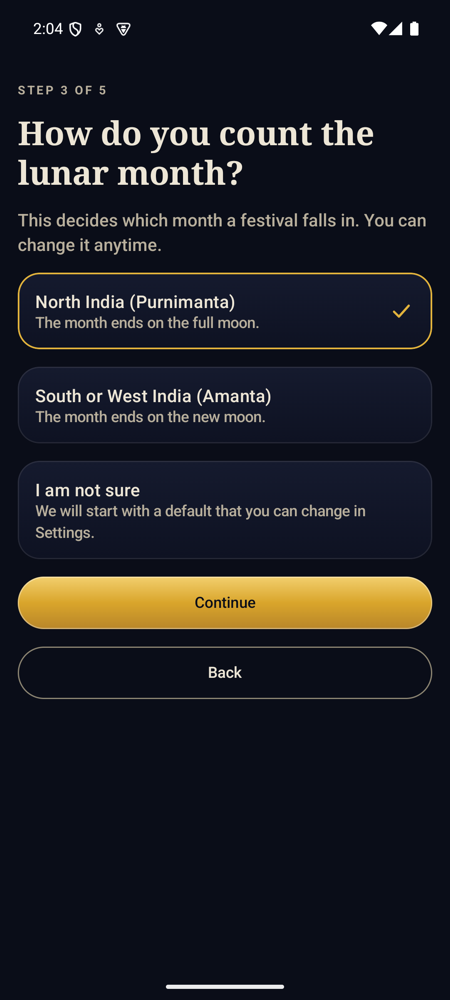 2:04
STEP 3 OF 5
How do you count the
lunar month?
This decides which month a festival falls in. You can
change it anytime.
North India (Purnimanta)
The month ends on the full moon.
South or West India (Amanta)
The month ends on the new moon.
I am not sure
We will start with a default that you can change in
Settings.
Continue
Back